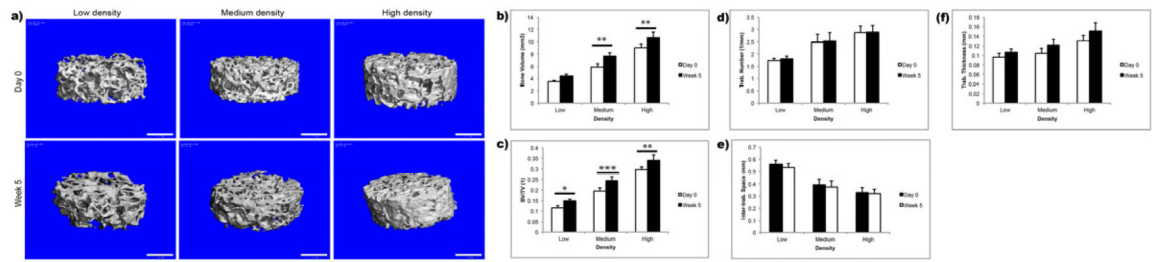 a)
Low density
Medium density
High density
Day 0
Week 5
b)
Bone Volume (mm3)
14
12
10
8
6
4
2
0
**
**
Low
Medium
High
Density
Day 0
Week 5
c)
BV/TV (1)
0.4
0.35
0.3
0.25
0.2
0.15
0.1
0.05
0
*
***
**
Low
Medium
High
Density
Day 0
Week 5
d)
Trab. Number (1/mm)
3.5
3
2.5
2
1.5
1
0.5
0
Low
Medium
High
Density
Day 0
Week 5
e)
Inter-trab. Space (mm)
0.7
0.6
0.5
0.4
0.3
0.2
0.1
0
Low
Medium
High
Density
Day 0
Week 5
(f)
Trab. Thickness (mm)
0.18
0.16
0.14
0.12
0.1
0.08
0.06
0.04
0.02
0
Low
Medium
High
Density
Day 0
Week 5